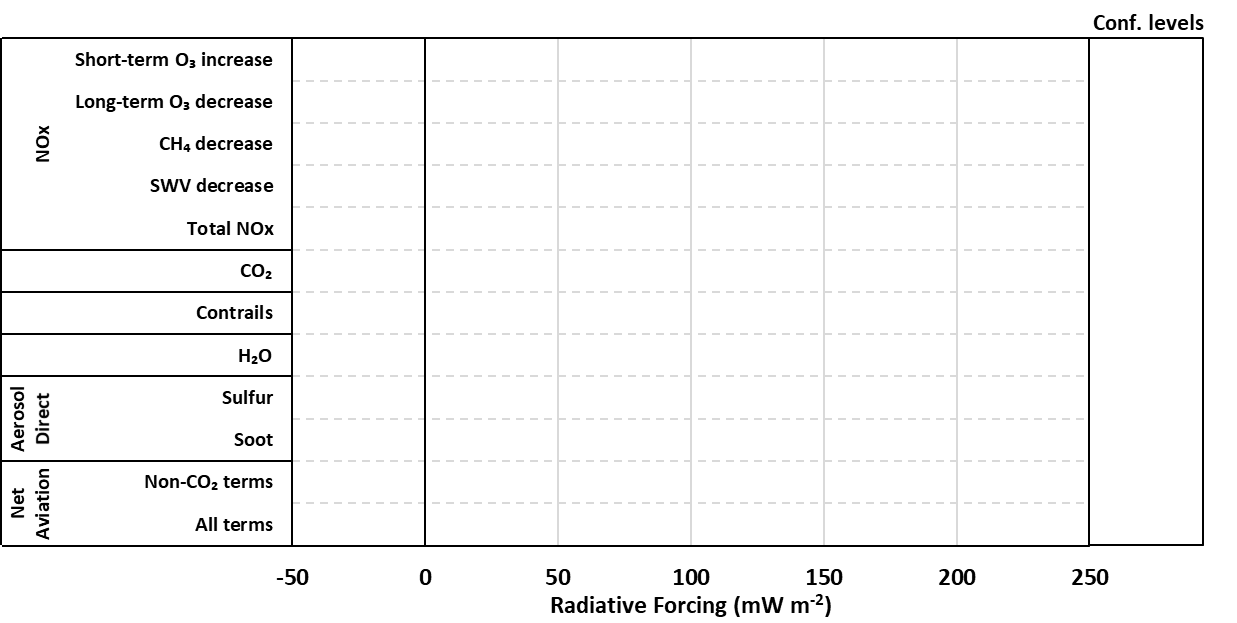 Conf. levels
NOx
Short-term O₃ increase
Long-term O₃ decrease
CH₄ decrease
SWV decrease
Total NOx
CO₂
Contrails
H₂O
Aerosol
Direct
Sulfur
Soot
Net
Aviation
Non-CO₂ terms
All terms
-50 0 50 100 150 200 250
Radiative Forcing (mW m⁻²)